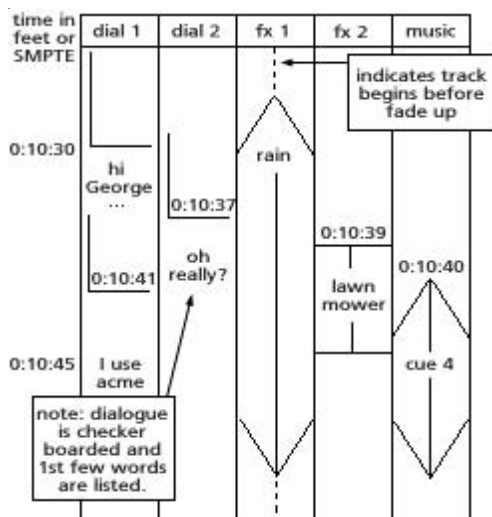 time in
feet or
SMPTE
dial 1
dial 2
fx 1
fx 2
music
indicates track
begins before
fade up
0:10:30
hi
George
...
rain
0:10:37
0:10:39
oh
really?
0:10:40
0:10:41
lawn
mower
0:10:45
I use
acme
cue 4
note: dialogue
is checker
boarded and
1st few words
are listed.